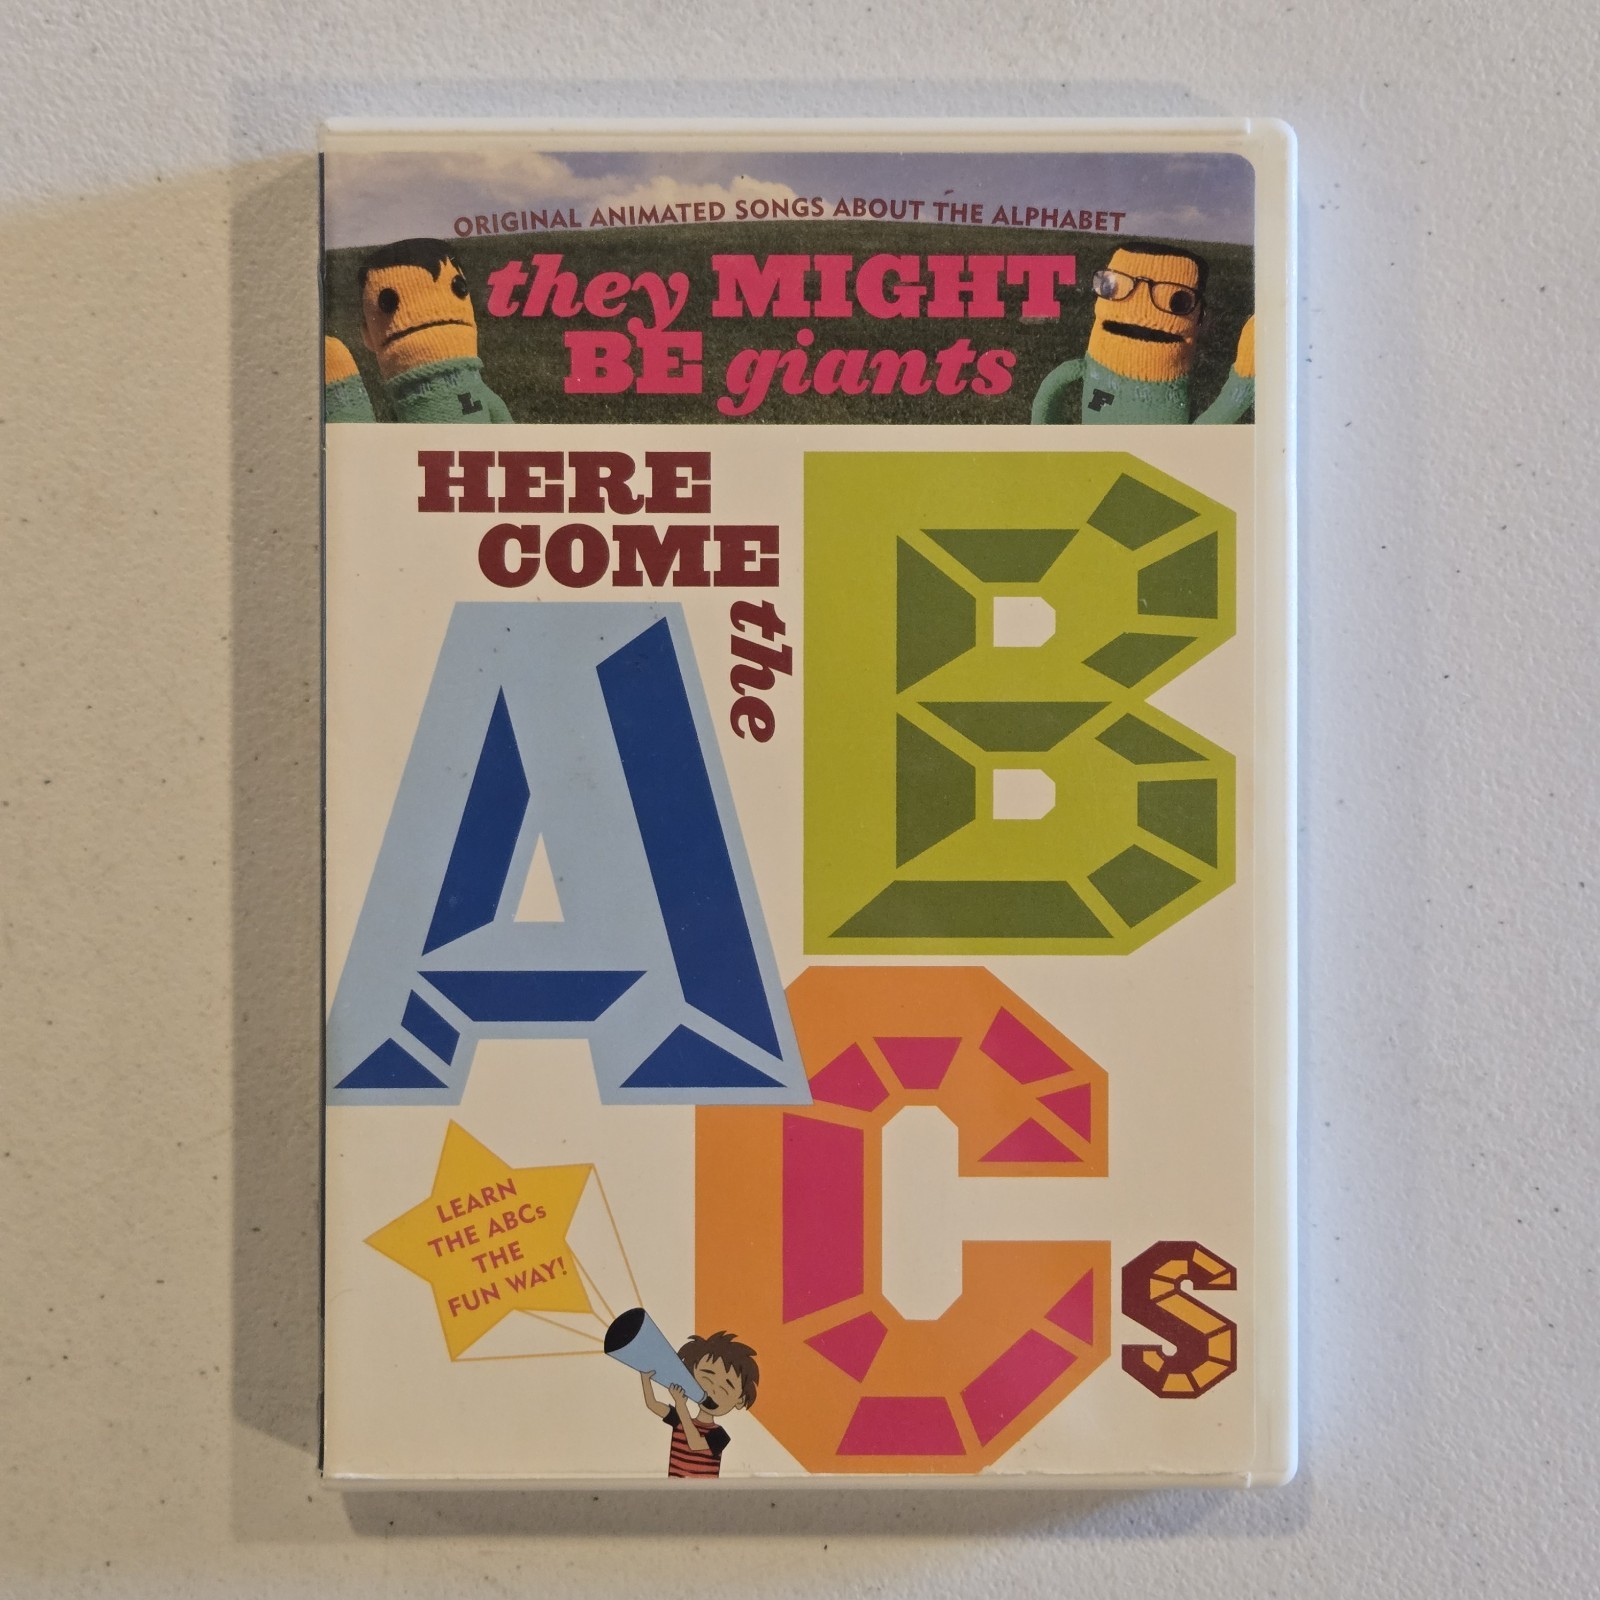 ORIGINAL ANIMATED SONGS ABOUT THE ALPHABET
they MIGHT
BE giants
L
F
HERE
COME
the
A
B
C
s
LEARN
THE ABCs
THE
FUN WAY!